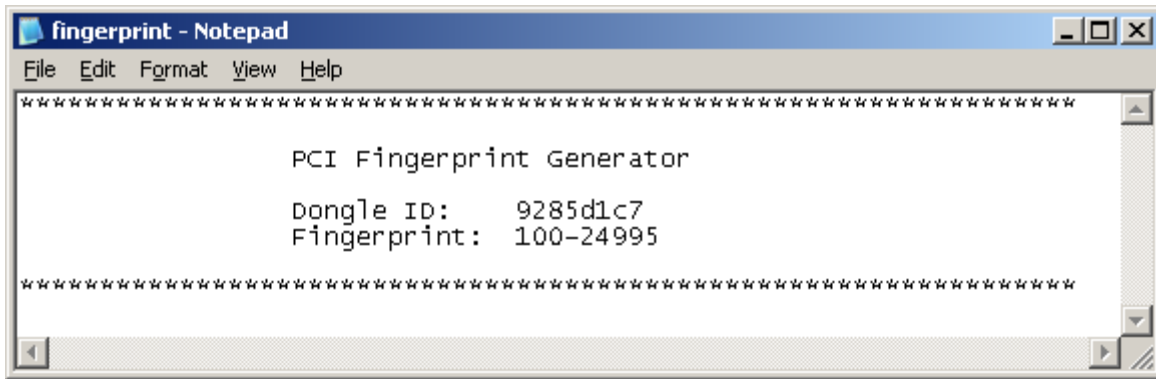 fingerprint - Notepad
File Edit Format View Help
******************************************************************
PCI Fingerprint Generator
Dongle ID: 9285d1c7
Fingerprint: 100-24995
******************************************************************